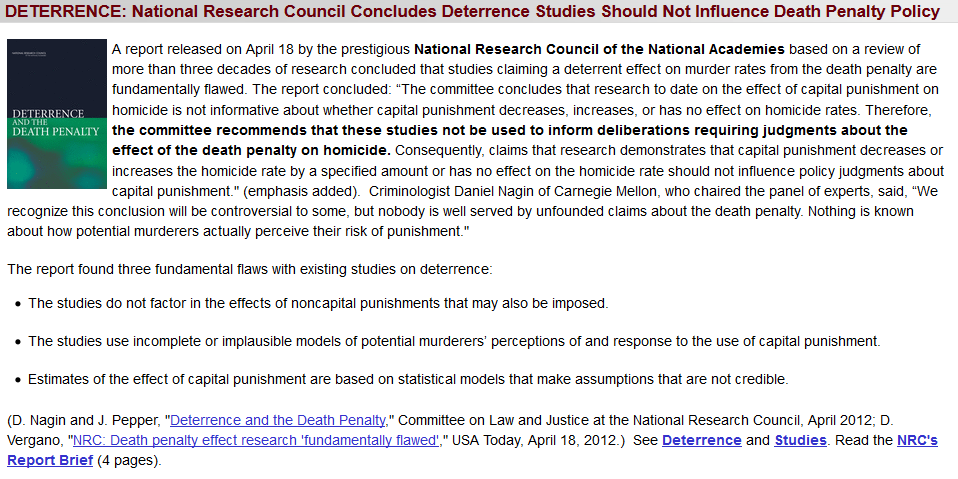 DETERRENCE: National Research Council Concludes Deterrence Studies Should Not Influence Death Penalty Policy
DETERRENCE
AND THE
DEATH PENALTY
A report released on April 18 by the prestigious National Research Council of the National Academies based on a review of
more than three decades of research concluded that studies claiming a deterrent effect on murder rates from the death penalty are
fundamentally flawed. The report concluded: “The committee concludes that research to date on the effect of capital punishment on
homicide is not informative about whether capital punishment decreases, increases, or has no effect on homicide rates. Therefore,
the committee recommends that these studies not be used to inform deliberations requiring judgments about the
effect of the death penalty on homicide. Consequently, claims that research demonstrates that capital punishment decreases or
increases the homicide rate by a specified amount or has no effect on the homicide rate should not influence policy judgments about
capital punishment." (emphasis added).  Criminologist Daniel Nagin of Carnegie Mellon, who chaired the panel of experts, said, “We
recognize this conclusion will be controversial to some, but nobody is well served by unfounded claims about the death penalty. Nothing is known
about how potential murderers actually perceive their risk of punishment."
The report found three fundamental flaws with existing studies on deterrence:
• The studies do not factor in the effects of noncapital punishments that may also be imposed.
• The studies use incomplete or implausible models of potential murderers’ perceptions of and response to the use of capital punishment.
• Estimates of the effect of capital punishment are based on statistical models that make assumptions that are not credible.
(D. Nagin and J. Pepper, "Deterrence and the Death Penalty," Committee on Law and Justice at the National Research Council, April 2012; D.
Vergano, "NRC: Death penalty effect research 'fundamentally flawed'," USA Today, April 18, 2012.)  See Deterrence and Studies. Read the NRC's
Report Brief (4 pages).